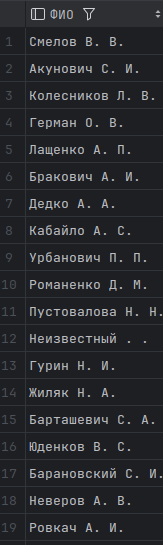 ФИО
1 Смелов В. В.
2 Акунович С. И.
3 Колесников Л. В.
4 Герман О. В.
5 Лащенко А. П.
6 Бракович А. И.
7 Дедко А. А.
8 Кабайло А. С.
9 Урбанович П. П.
10 Романенко Д. М.
11 Пустовалова Н. Н.
12 Неизвестный . .
13 Гурин Н. И.
14 Жиляк Н. А.
15 Барташевич С. А.
16 Юденков В. С.
17 Барановский С. И.
18 Неверов А. В.
19 Ровкач А. И.